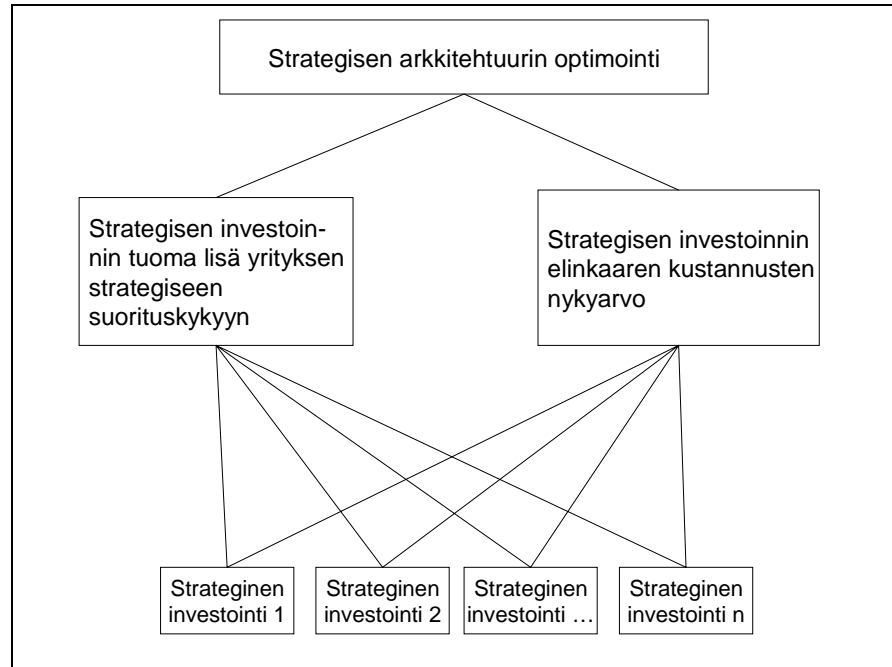 Strategisen arkkitehtuurin optimointi
Strategisen investoin-
nin tuoma lisä yrityksen
strategiseen
suorituskykyyn
Strategisen investoinnin
elinkaaren kustannusten
nykyarvo
Strateginen
investointi 1
Strateginen
investointi 2
Strateginen
investointi …
Strateginen
investointi n